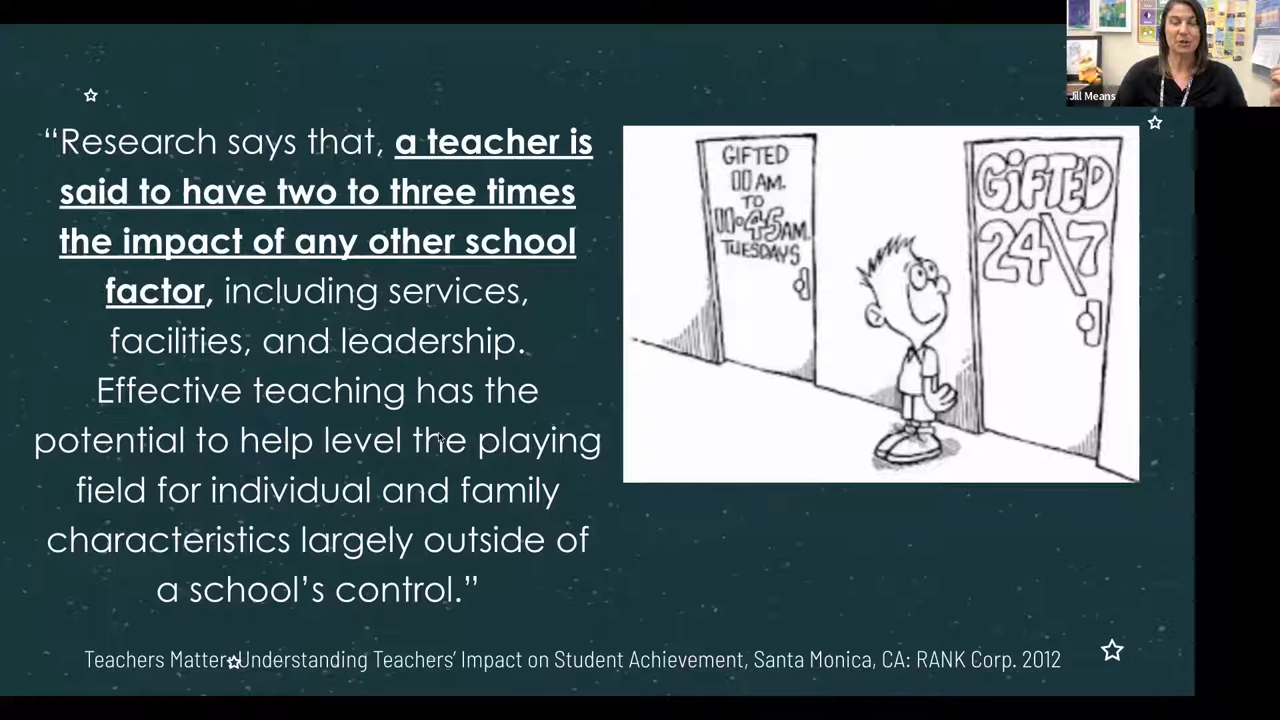 Jill Means
“Research says that, a teacher is
said to have two to three times
the impact of any other school
factor, including services,
facilities, and leadership.
Effective teaching has the
potential to help level the playing
field for individual and family
characteristics largely outside of
a school’s control.”
GIFTED
11 AM.
TO
11:45AM.
TUESDAYS
GIFTED
24\7
Teachers Matter: Understanding Teachers’ Impact on Student Achievement, Santa Monica, CA: RANK Corp. 2012